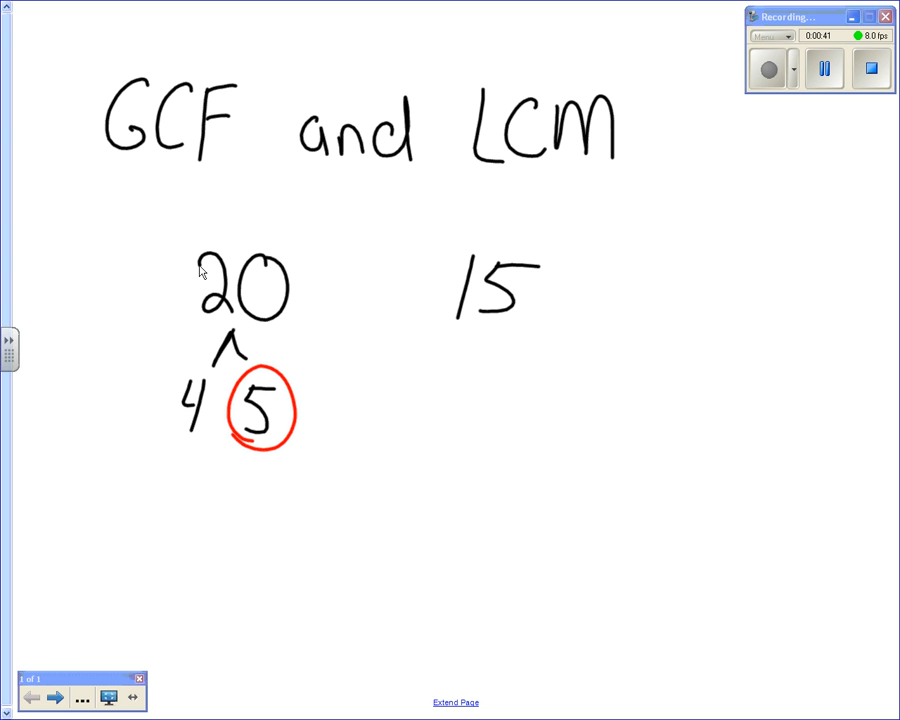 Recording...
Menu 0:00:41 8.0 fps
GCF and LCM
20 15
4 5
1 of 1
...
Extend Page